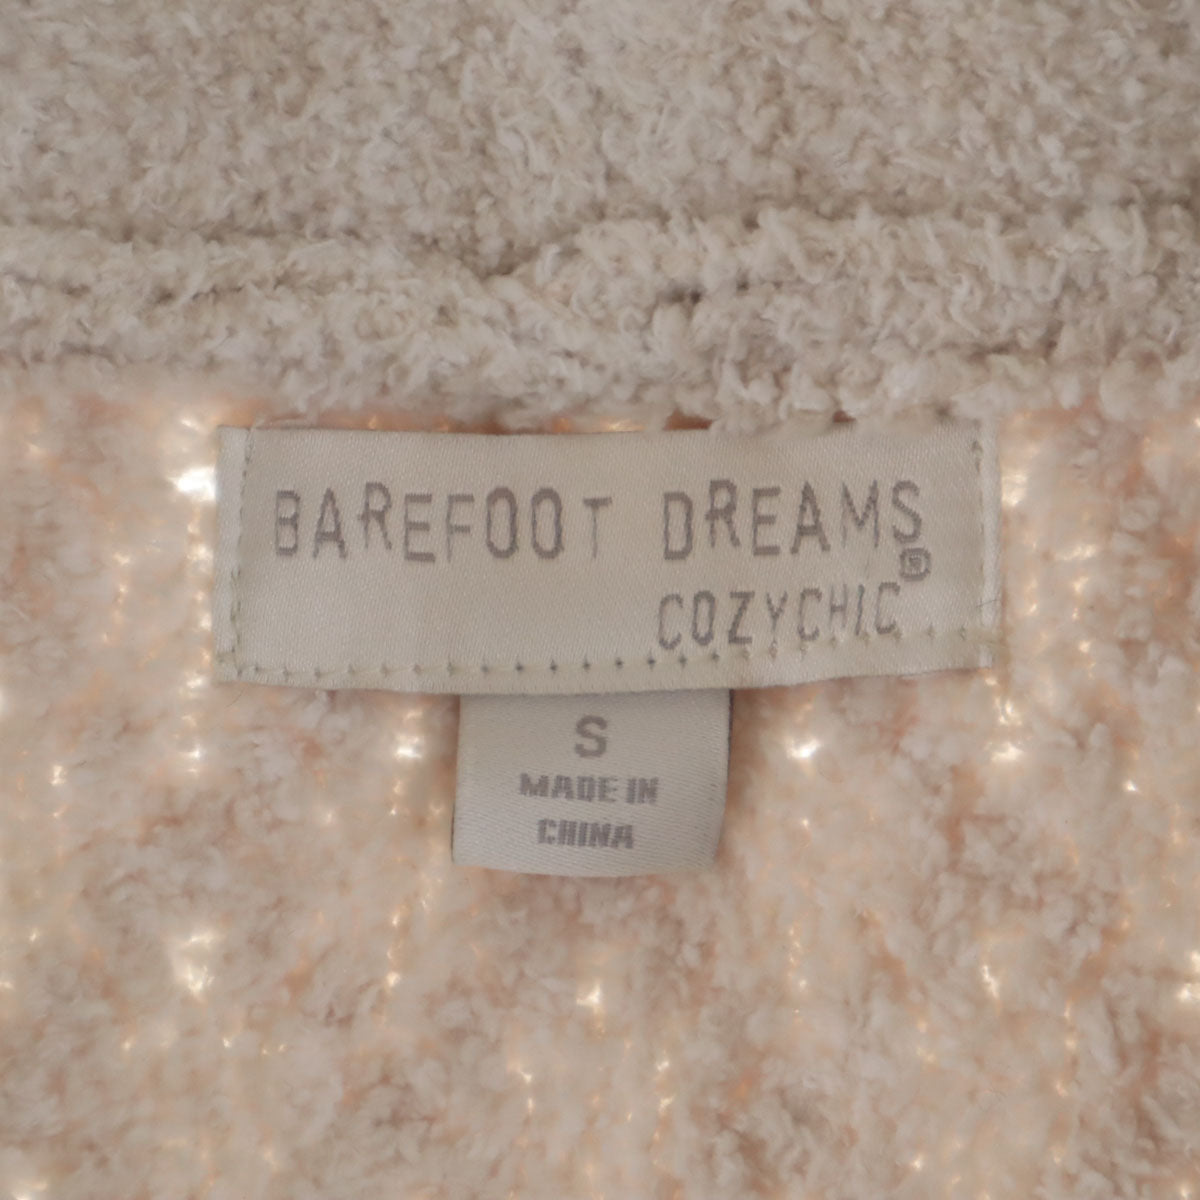 BAREFOOT DREAMS
®
COZYCHIC
S
MADE IN
CHINA